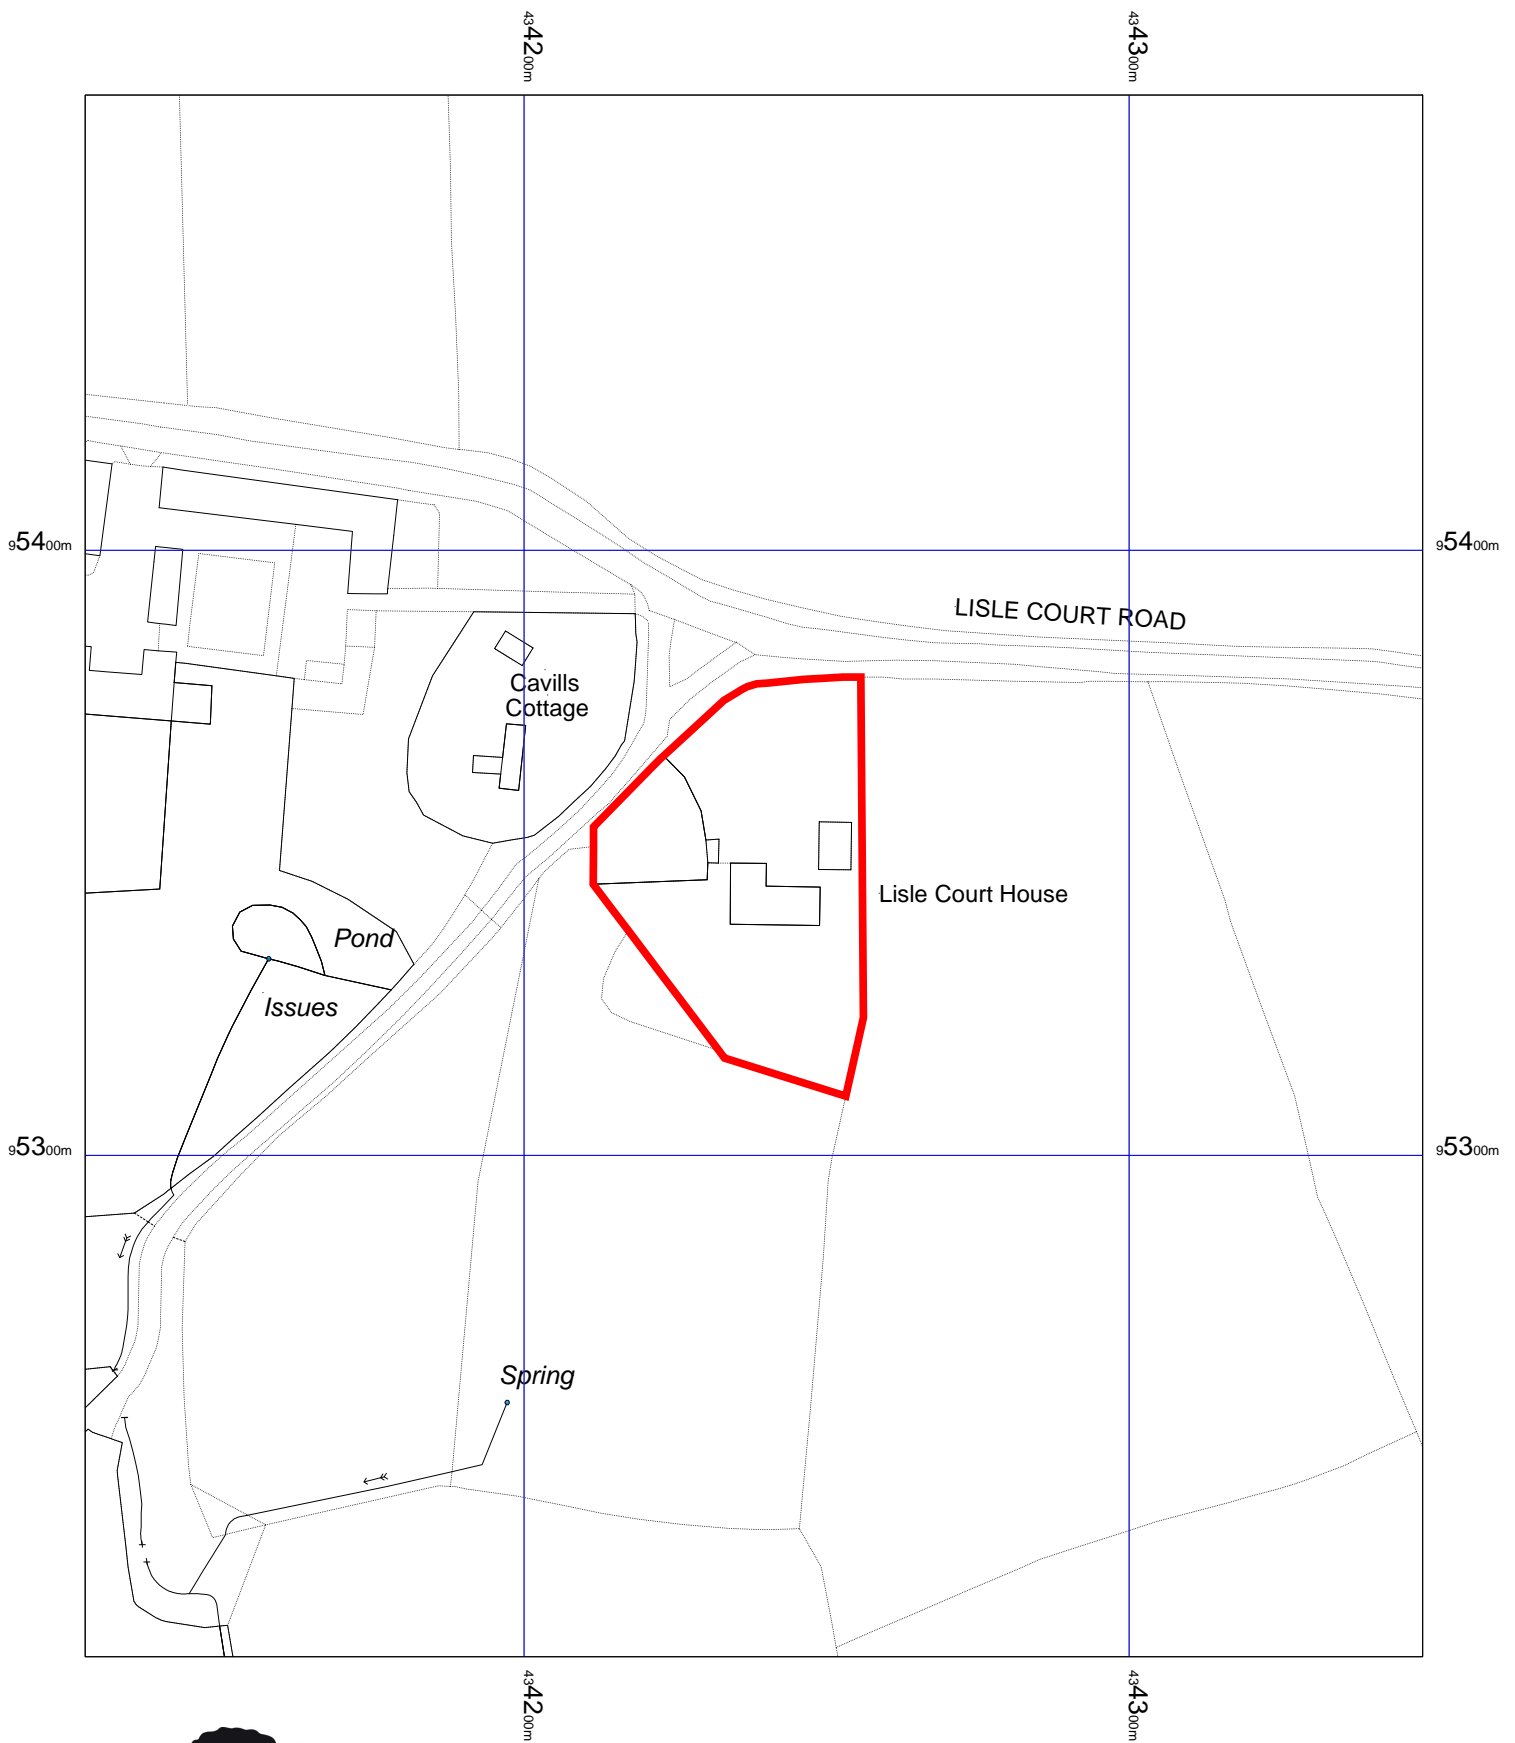 434200m
434300m
95400m
95400m
LISLE COURT ROAD
Cavills
Cottage
Lisle Court House
Pond
Issues
95300m
95300m
Spring
434200m
434300m